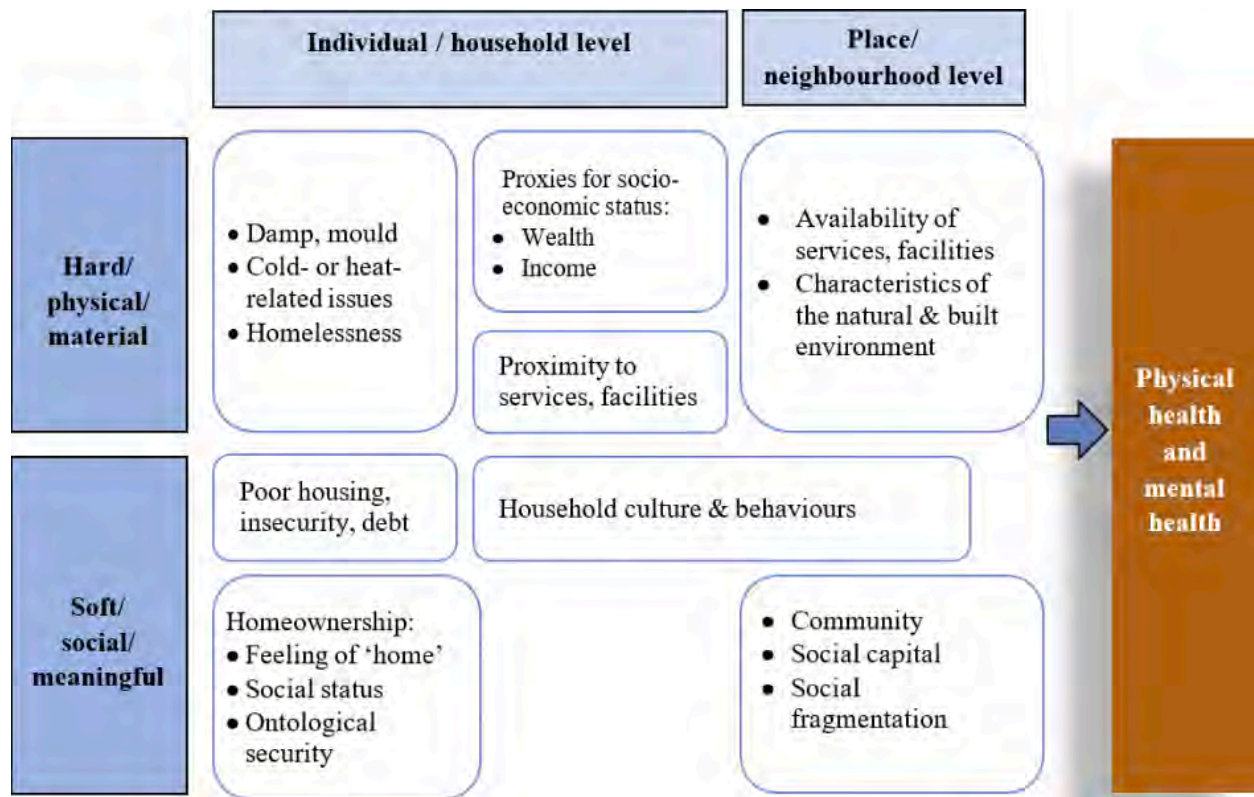 Individual / household level
Place/
neighbourhood level
Hard/
physical/
material
● Damp, mould
● Cold- or heat-
related issues
● Homelessness
Proxies for socio-
economic status:
● Wealth
● Income
Proximity to
services, facilities
● Availability of
services, facilities
● Characteristics of
the natural & built
environment
Physical
health
and
mental
health
Soft/
social/
meaningful
Poor housing,
insecurity, debt
Household culture & behaviours
Homeownership:
● Feeling of ‘home’
● Social status
● Ontological
security
● Community
● Social capital
● Social
fragmentation